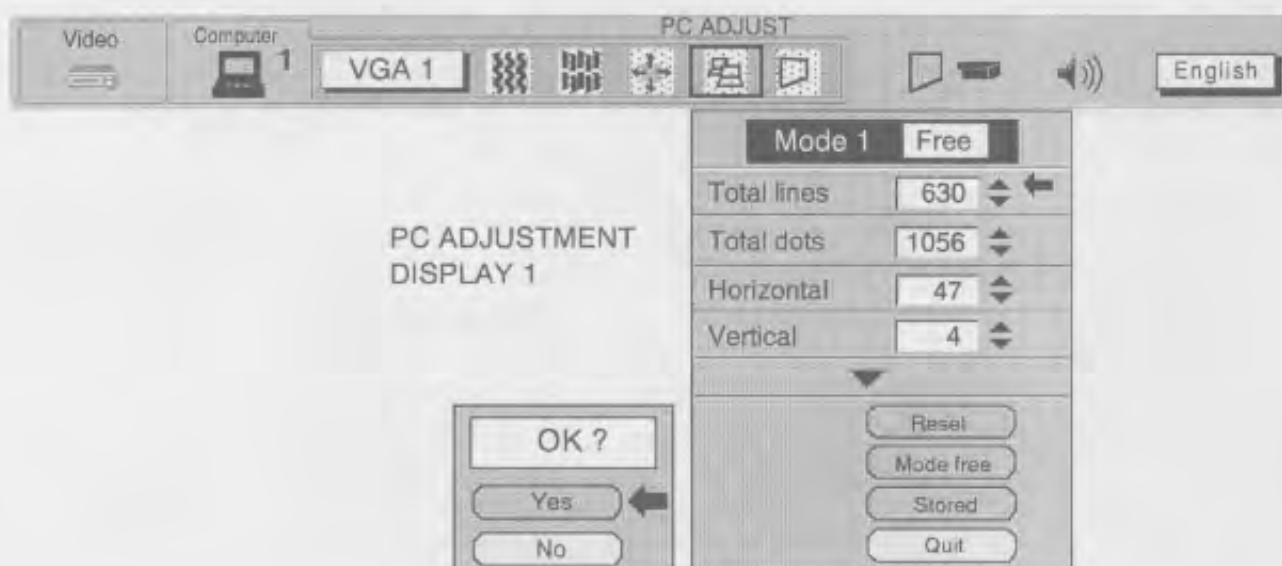 PC ADJUST
Video
Computer
1
VGA 1
English
Mode 1 Free
Total lines 630
Total dots 1056
Horizontal 47
Vertical 4
PC ADJUSTMENT
DISPLAY 1
OK ?
Yes
No
Reset
Mode free
Stored
Quit